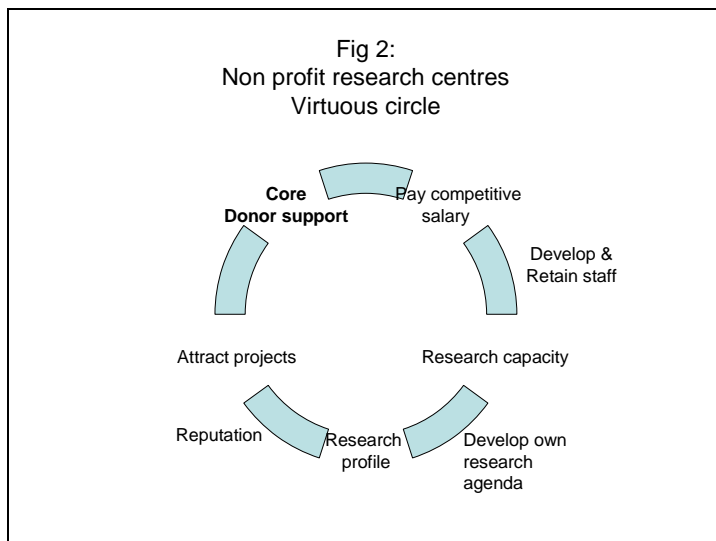 Fig 2:
Non profit research centres
Virtuous circle
Core
Donor support
Pay competitive
salary
Develop &
Retain staff
Research capacity
Develop own
research
agenda
Research
profile
Reputation
Attract projects